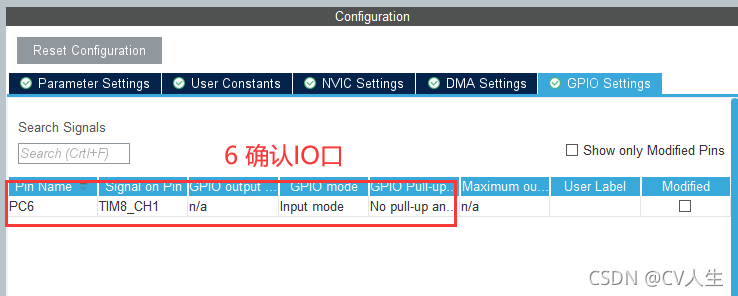 Configuration
Reset Configuration
Parameter Settings User Constants NVIC Settings DMA Settings GPIO Settings
Search Signals
Search (Crtl+F)
6 确认IO口
Show only Modified Pins
Pin Name Signal on Pin GPIO output ... GPIO mode GPIO Pull-up... Maximum ou... User Label Modified
PC6 TIM8_CH1 n/a Input mode No pull-up an... n/a
CSDN @CV人生